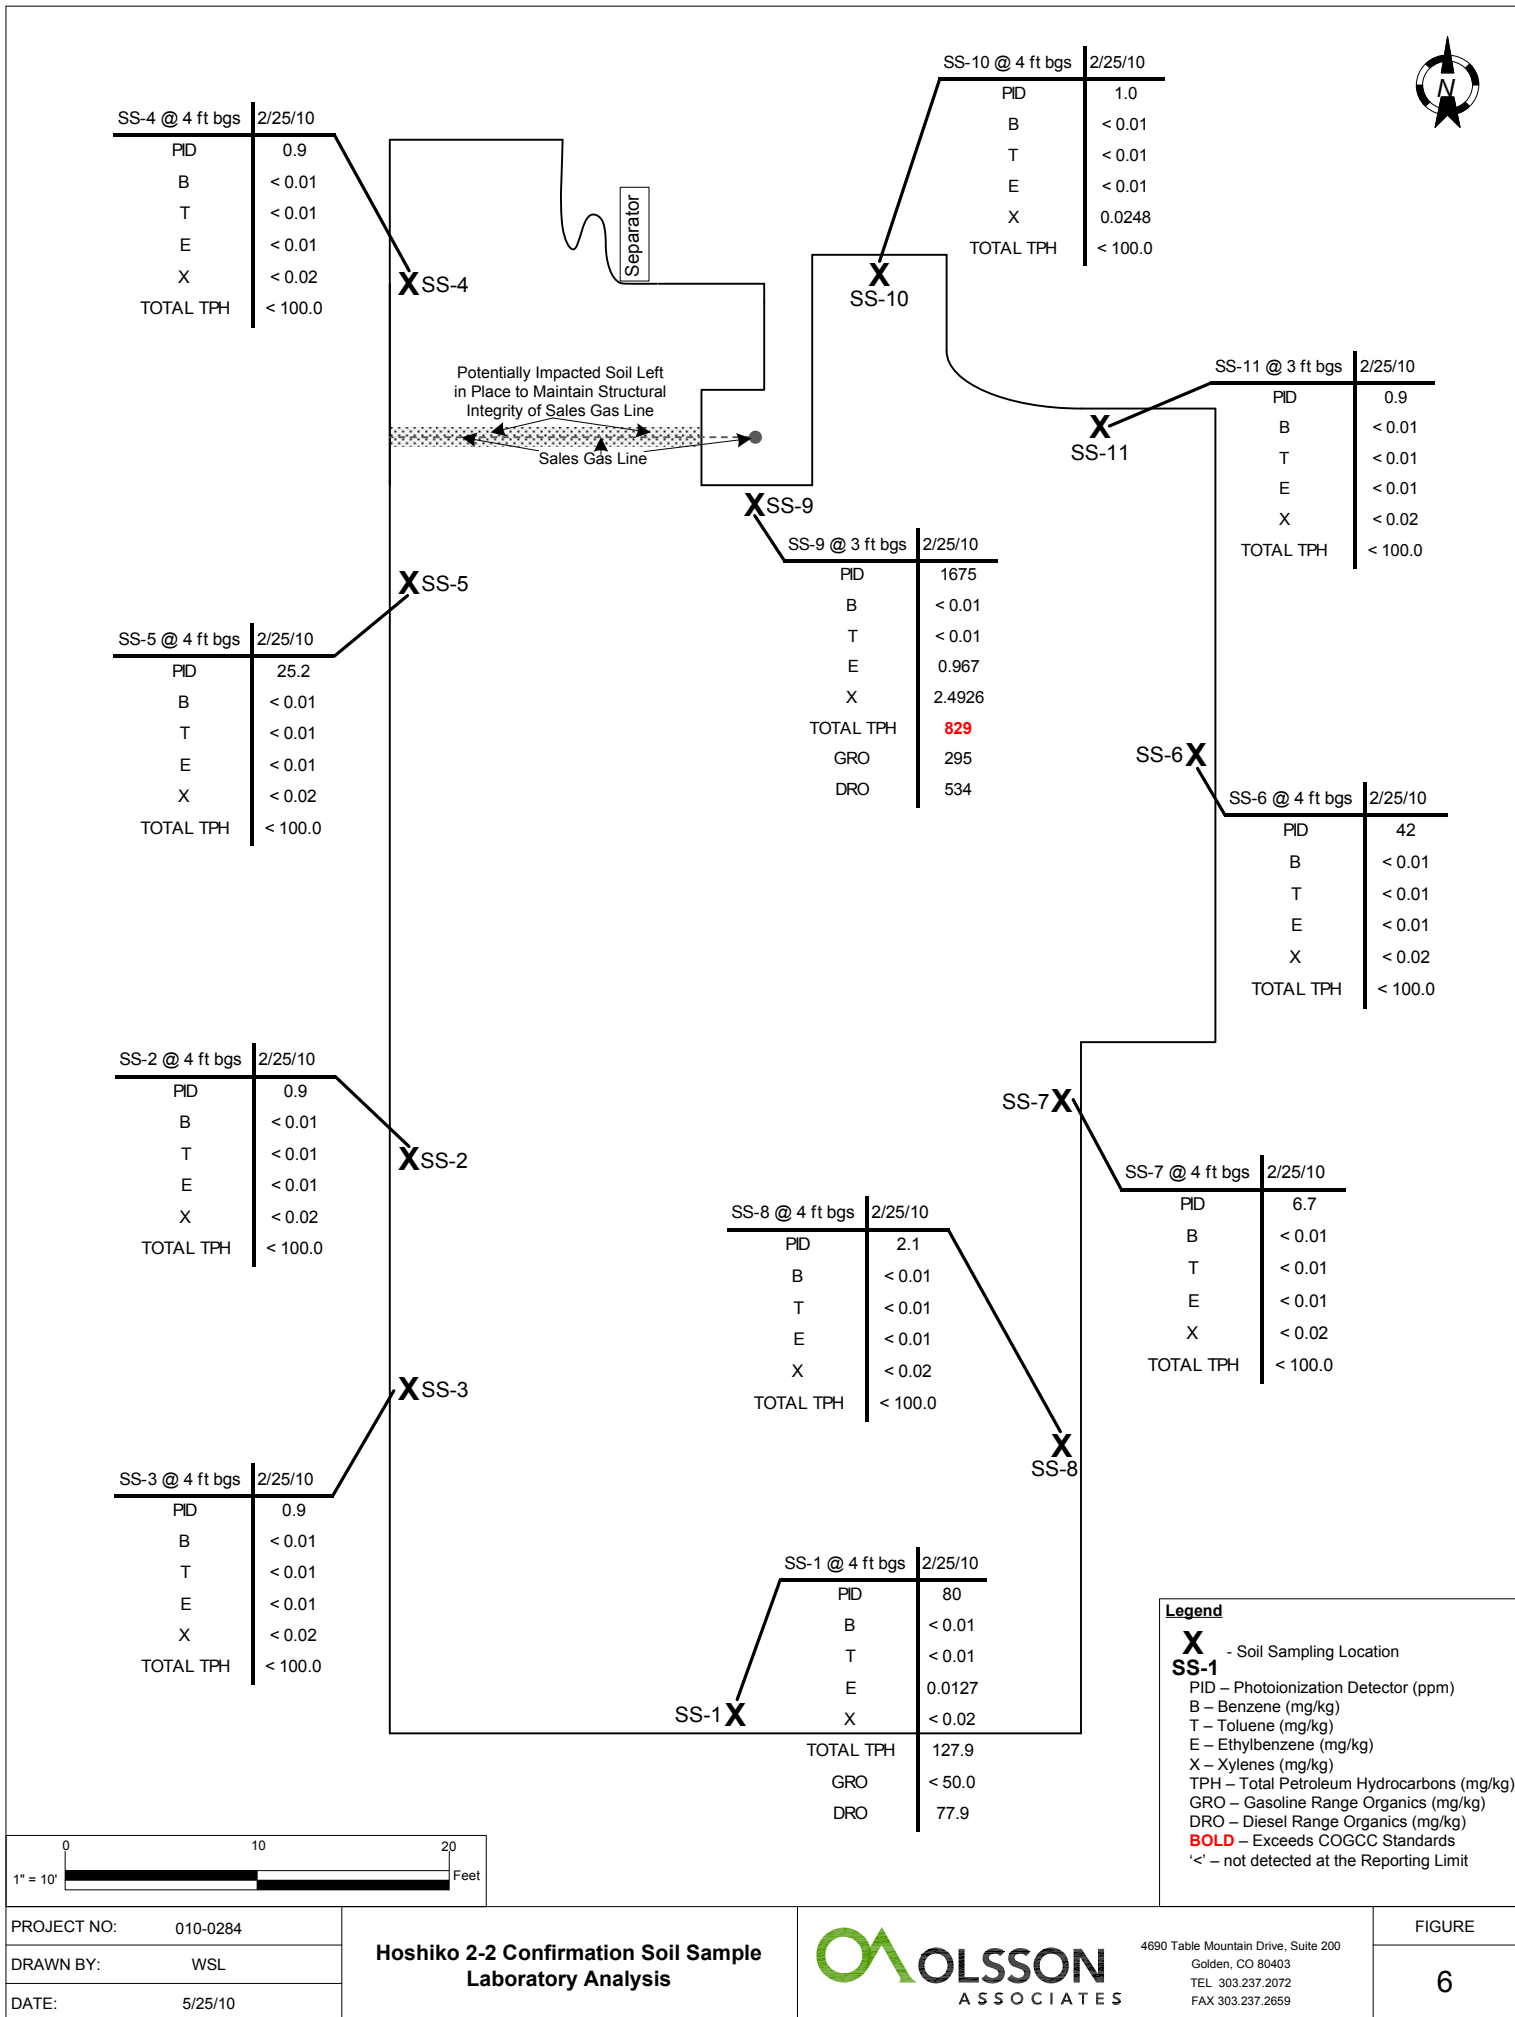 SS-10 @ 4 ft bgs 2/25/10
PID 1.0
B < 0.01
T < 0.01
E < 0.01
X 0.0248
TOTAL TPH < 100.0
N
SS-4 @ 4 ft bgs 2/25/10
PID 0.9
B < 0.01
T < 0.01
E < 0.01
X < 0.02
TOTAL TPH < 100.0
Separator
X SS-4
X
SS-10
Potentially Impacted Soil Left
in Place to Maintain Structural
Integrity of Sales Gas Line
Sales Gas Line
SS-11 @ 3 ft bgs 2/25/10
PID 0.9
B < 0.01
T < 0.01
E < 0.01
X < 0.02
TOTAL TPH < 100.0
X
SS-11
X SS-9
SS-9 @ 3 ft bgs 2/25/10
PID 1675
B < 0.01
T < 0.01
E 0.967
X 2.4926
TOTAL TPH 829
GRO 295
DRO 534
X SS-5
SS-5 @ 4 ft bgs 2/25/10
PID 25.2
B < 0.01
T < 0.01
E < 0.01
X < 0.02
TOTAL TPH < 100.0
SS-6 X
SS-6 @ 4 ft bgs 2/25/10
PID 42
B < 0.01
T < 0.01
E < 0.01
X < 0.02
TOTAL TPH < 100.0
SS-2 @ 4 ft bgs 2/25/10
PID 0.9
B < 0.01
T < 0.01
E < 0.01
X < 0.02
TOTAL TPH < 100.0
X SS-2
SS-7 X
SS-7 @ 4 ft bgs 2/25/10
PID 6.7
B < 0.01
T < 0.01
E < 0.01
X < 0.02
TOTAL TPH < 100.0
SS-8 @ 4 ft bgs 2/25/10
PID 2.1
B < 0.01
T < 0.01
E < 0.01
X < 0.02
TOTAL TPH < 100.0
X
SS-8
X SS-3
SS-3 @ 4 ft bgs 2/25/10
PID 0.9
B < 0.01
T < 0.01
E < 0.01
X < 0.02
TOTAL TPH < 100.0
SS-1 @ 4 ft bgs 2/25/10
PID 80
B < 0.01
T < 0.01
E 0.0127
X < 0.02
TOTAL TPH 127.9
GRO < 50.0
DRO 77.9
SS-1 X
Legend
X - Soil Sampling Location
SS-1
PID – Photoionization Detector (ppm)
B – Benzene (mg/kg)
T – Toluene (mg/kg)
E – Ethylbenzene (mg/kg)
X – Xylenes (mg/kg)
TPH – Total Petroleum Hydrocarbons (mg/kg)
GRO – Gasoline Range Organics (mg/kg)
DRO – Diesel Range Organics (mg/kg)
BOLD – Exceeds COGCC Standards
'<' – not detected at the Reporting Limit
0 10 20
1" = 10' Feet
PROJECT NO: 010-0284
DRAWN BY: WSL
DATE: 5/25/10
Hoshiko 2-2 Confirmation Soil Sample
Laboratory Analysis
OLSSON
ASSOCIATES
4690 Table Mountain Drive, Suite 200
Golden, CO 80403
TEL 303.237.2072
FAX 303.237.2659
FIGURE
6